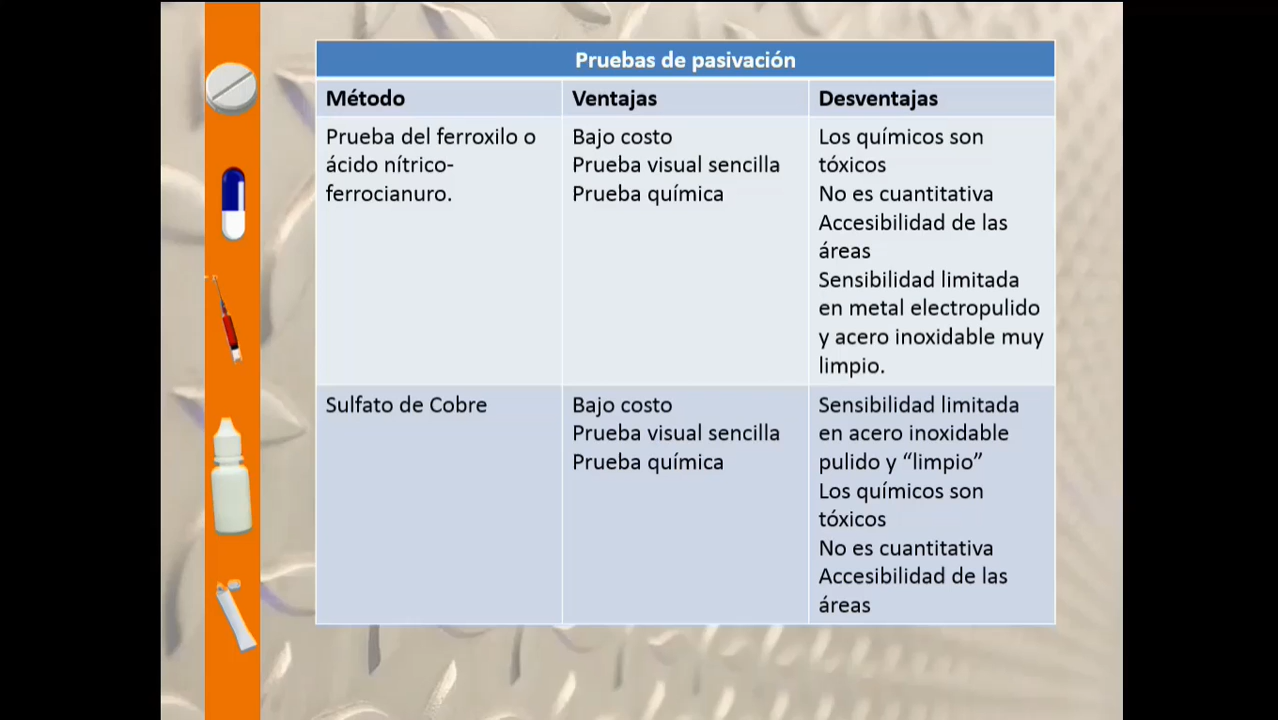 Pruebas de pasivación
Método
Ventajas
Desventajas
Prueba del ferroxilo o
ácido nítrico-
ferrocianuro.
Bajo costo
Prueba visual sencilla
Prueba química
Los químicos son
tóxicos
No es cuantitativa
Accesibilidad de las
áreas
Sensibilidad limitada
en metal electropulido
y acero inoxidable muy
limpio.
Sulfato de Cobre
Bajo costo
Prueba visual sencilla
Prueba química
Sensibilidad limitada
en acero inoxidable
pulido y “limpio”
Los químicos son
tóxicos
No es cuantitativa
Accesibilidad de las
áreas